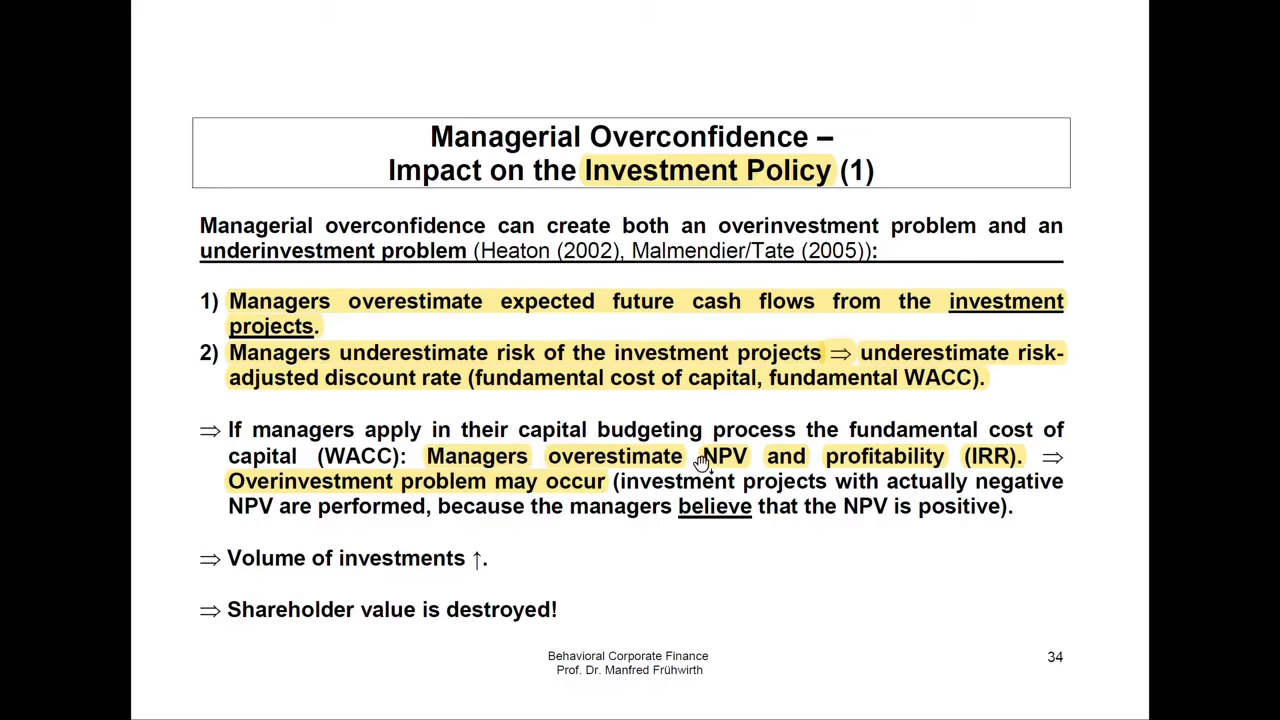 Managerial Overconfidence –
Impact on the Investment Policy (1)
Managerial overconfidence can create both an overinvestment problem and an
underinvestment problem (Heaton (2002), Malmendier/Tate (2005)):
1) Managers overestimate expected future cash flows from the investment
projects.
2) Managers underestimate risk of the investment projects ⇒ underestimate risk-
adjusted discount rate (fundamental cost of capital, fundamental WACC).
⇒ If managers apply in their capital budgeting process the fundamental cost of
capital (WACC): Managers overestimate NPV and profitability (IRR). ⇒
Overinvestment problem may occur (investment projects with actually negative
NPV are performed, because the managers believe that the NPV is positive).
⇒ Volume of investments ↑.
⇒ Shareholder value is destroyed!
Behavioral Corporate Finance
Prof. Dr. Manfred Frühwirth
34